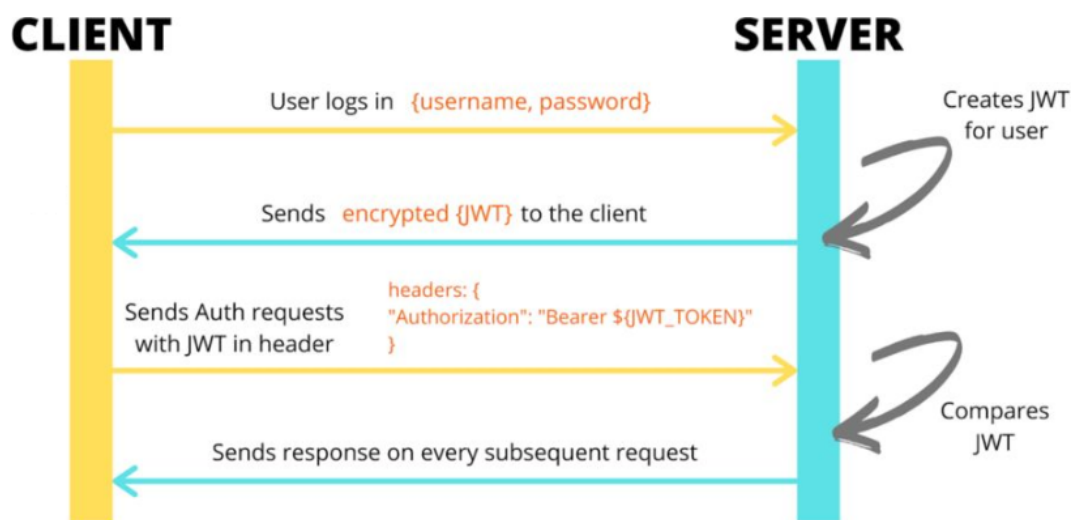 CLIENT
SERVER
User logs in {username, password}
Creates JWT
for user
Sends encrypted {JWT} to the client
headers: {
"Authorization": "Bearer ${JWT_TOKEN}"
}
Sends Auth requests
with JWT in header
Compares
JWT
Sends response on every subsequent request